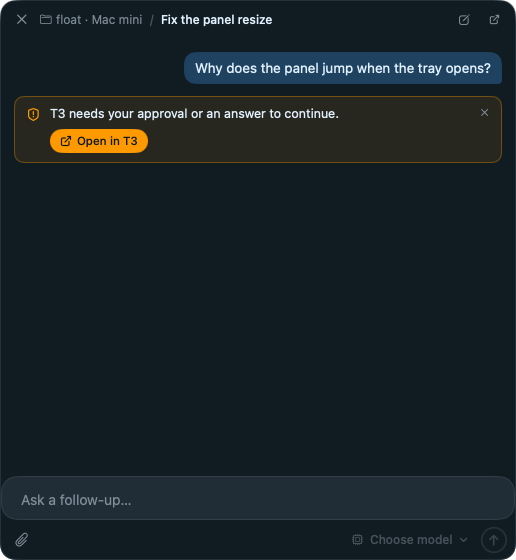 float · Mac mini / Fix the panel resize
Why does the panel jump when the tray opens?
T3 needs your approval or an answer to continue.
Open in T3
Ask a follow-up...
Choose model